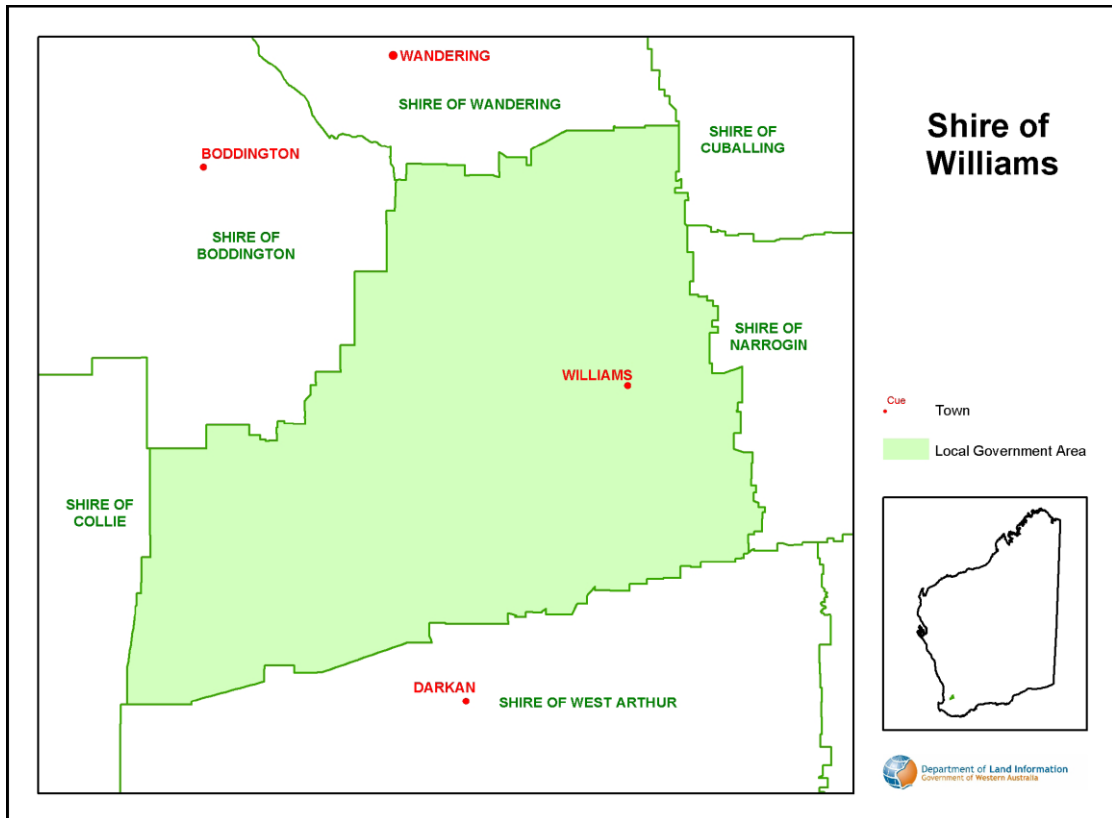 WANDERING
SHIRE OF WANDERING
SHIRE OF
CUBALLING
BODDINGTON
SHIRE OF
BODDINGTON
SHIRE OF
NARROGIN
WILLIAMS
SHIRE OF
COLLIE
DARKAN
SHIRE OF WEST ARTHUR
Shire of
Williams
Cue
Town
Local Government Area
Department of Land Information
Government of Western Australia